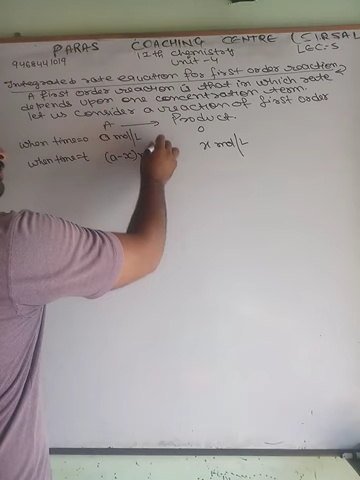 PARAS COACHING CENTRE (CIRSAL
9468441019 12th chemistry LEC-5
Unit-4
Integrated rate equation for first order reaction
A first order reaction is that in which rate
depends upon one concentration term.
let us consider a reaction of first order
A → Product
when time=0 a mol/L 0
when time=t (a-x) x mol/L